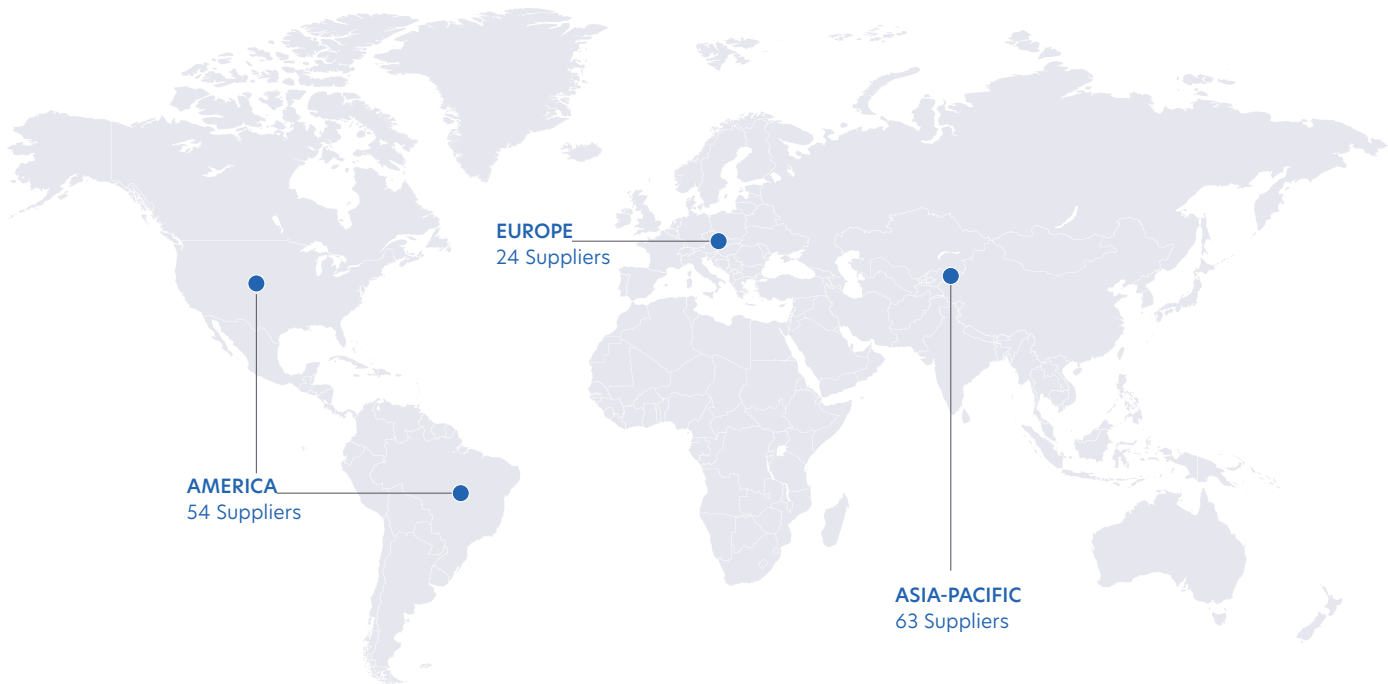 EUROPE
24 Suppliers
AMERICA
54 Suppliers
ASIA-PACIFIC
63 Suppliers